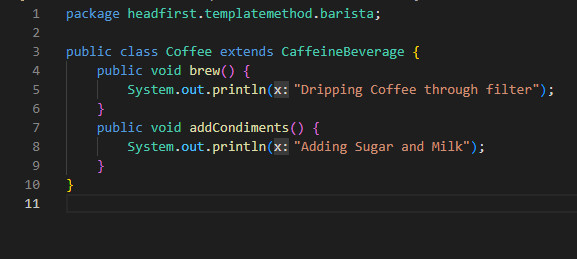 1 package headfirst.templatemethod.barista;
2
3 public class Coffee extends CaffeineBeverage {
4     public void brew() {
5         System.out.println(x: "Dripping Coffee through filter");
6     }
7     public void addCondiments() {
8         System.out.println(x: "Adding Sugar and Milk");
9     }
10 }
11